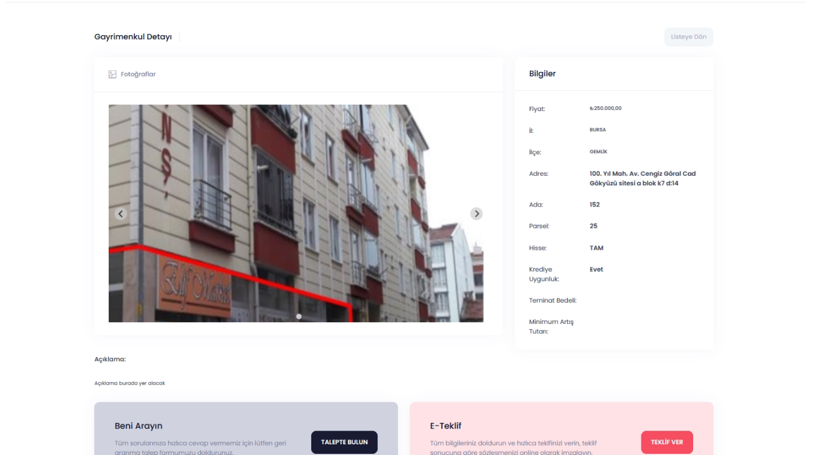 Gayrimenkul Detayı
Listeye Dön
Fotoğraflar
Bilgiler
Fiyat: ₺250.000,00
İl: BURSA
İlçe: GEMLİK
Adres: 100. Yıl Mah. Av. Cengiz Göral Cad
Gökyüzü sitesi a blok k7 d:14
Ada: 152
Parsel: 25
Hisse: TAM
Krediye Evet
Uygunluk:
Teminat Bedeli:
Minimum Artış
Tutarı:
Açıklama:
Açıklama burada yer alacak
Beni Arayın
Tüm sorularınıza hızlıca cevap vermemiz için lütfen geri
aranma talep formumuzu doldurunuz.
TALEPTE BULUN
E-Teklif
Tüm bilgileriniz doldurun ve hızlıca teklifinizi verin, teklif
sonucuna göre sözleşmenizi online olarak imzalayın.
TEKLİF VER